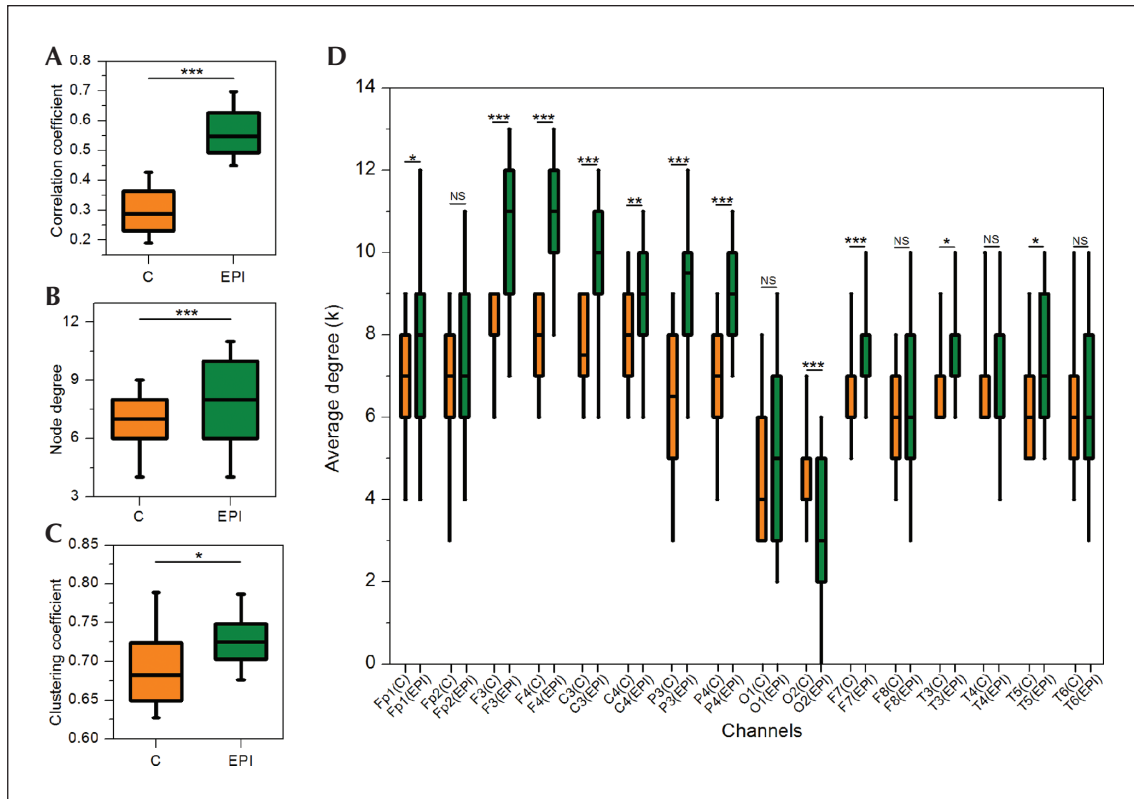 A
Correlation coefficient
0.8
0.7
0.6
0.5
0.4
0.3
0.2
***
C EPI
B
Node degree
12
9
6
3
***
C EPI
C
Clustering coefficient
0.85
0.80
0.75
0.70
0.65
0.60
*
C EPI
D
Average degree (k)
14
12
10
8
6
4
2
0
* NS *** *** *** ** *** *** NS *** *** NS * NS * NS
Fp1(C)
Fp1(EPI)
Fp2(C)
Fp2(EPI)
F3(C)
F3(EPI)
F4(C)
F4(EPI)
C3(C)
C3(EPI)
C4(C)
C4(EPI)
P3(C)
P3(EPI)
P4(C)
P4(EPI)
O1(C)
O1(EPI)
O2(C)
O2(EPI)
F7(C)
F7(EPI)
F8(C)
F8(EPI)
T3(C)
T3(EPI)
T4(C)
T4(EPI)
T5(C)
T5(EPI)
T6(C)
T6(EPI)
Channels